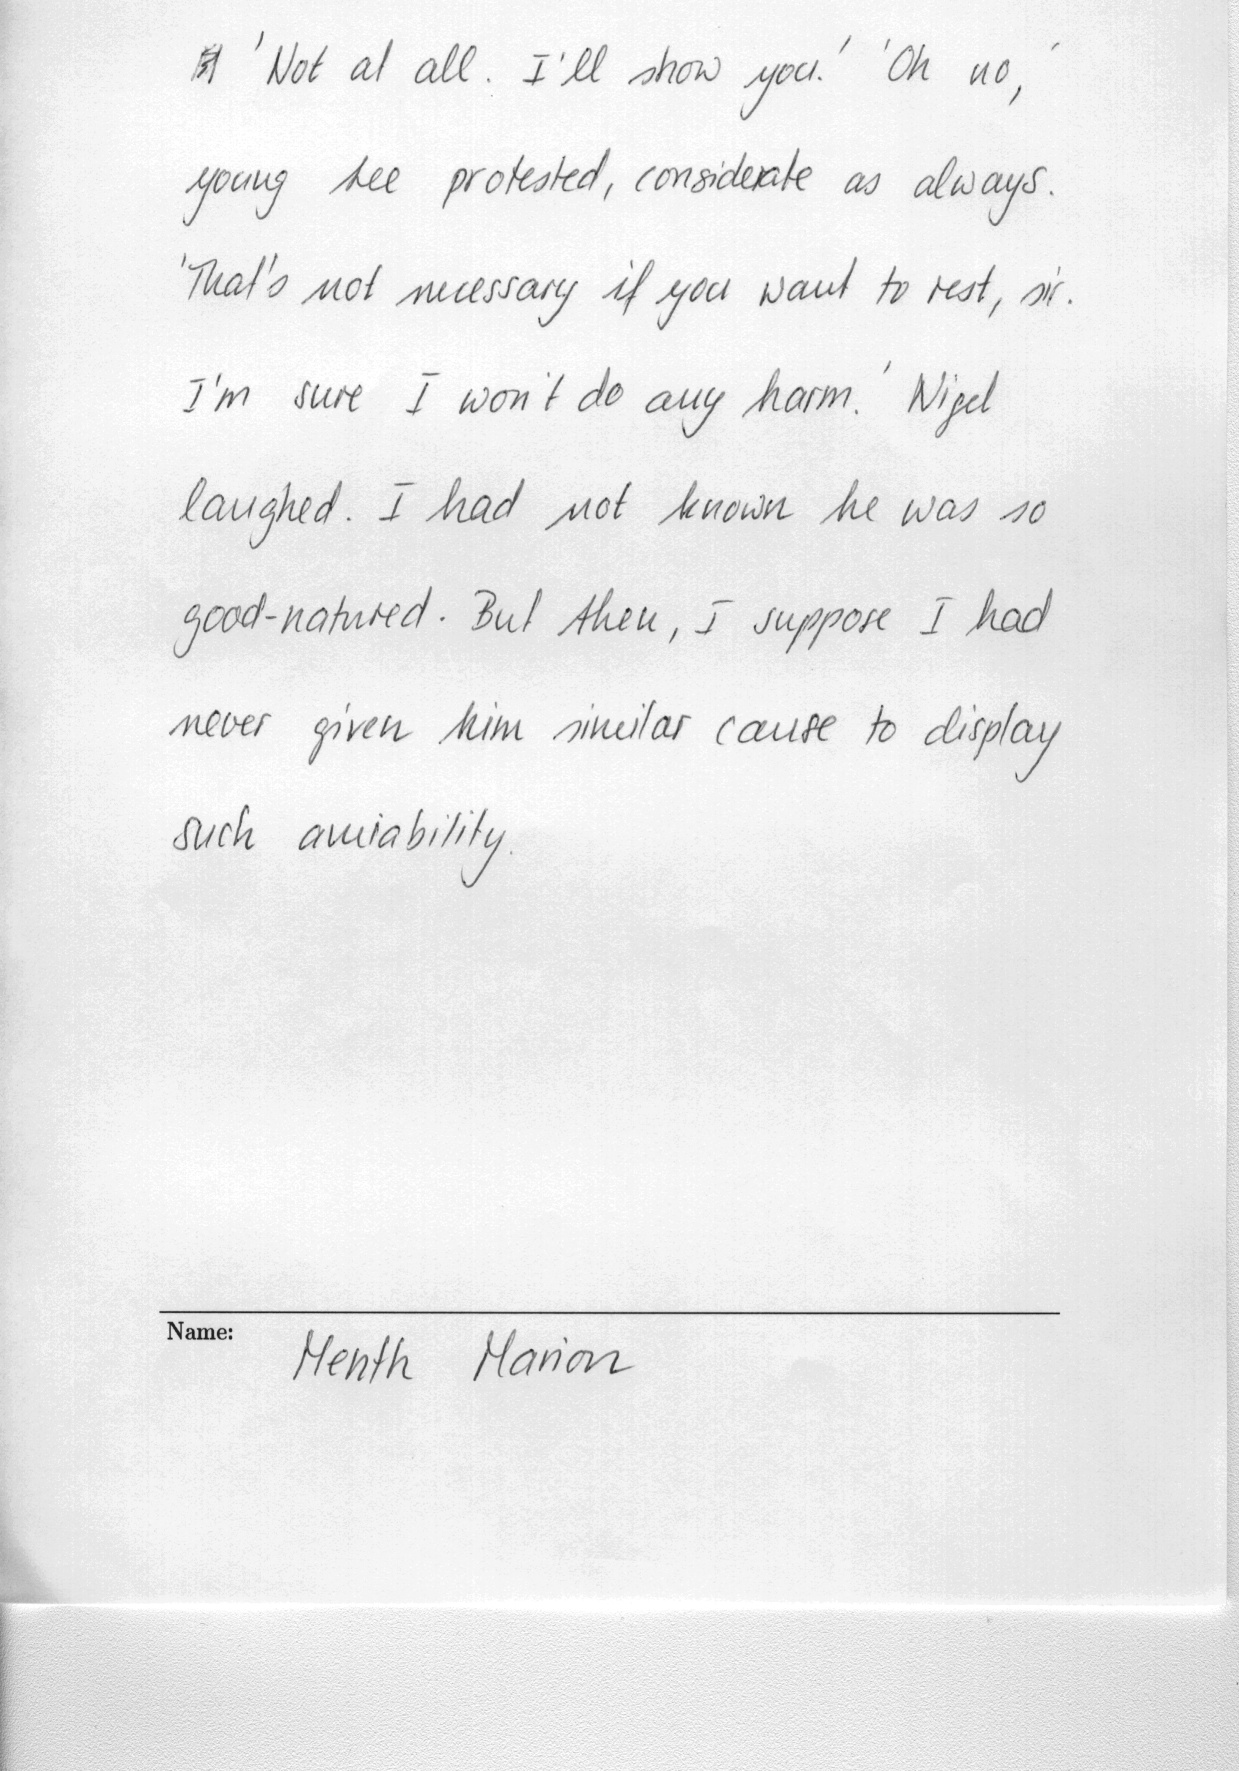 'Not at all. I'll show you.' 'Oh no,'
young Lee protested, considerate as always.
'That's not necessary if you want to rest, sir.
I'm sure I won't do any harm.' Nigel
laughed. I had not known he was so
good-natured. But then, I suppose I had
never given him similar cause to display
such amiability.
Name:
Menth Marion